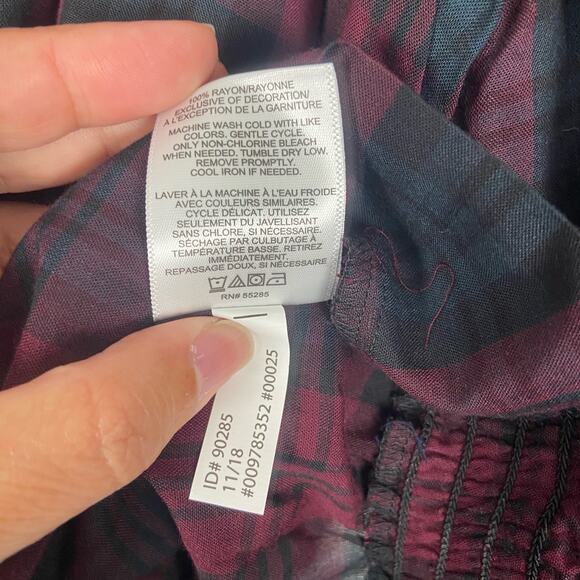 100% RAYON/RAYONNE
EXCLUSIVE OF DECORATION/
À L'EXCEPTION DE LA GARNITURE
MACHINE WASH COLD WITH LIKE
COLORS. GENTLE CYCLE.
ONLY NON-CHLORINE BLEACH
WHEN NEEDED. TUMBLE DRY LOW.
REMOVE PROMPTLY.
COOL IRON IF NEEDED.
LAVER À LA MACHINE À L'EAU FROIDE
AVEC COULEURS SIMILAIRES.
CYCLE DÉLICAT. UTILISEZ
SEULEMENT DU JAVELLISANT
SANS CHLORE, SI NÉCESSAIRE.
SÉCHAGE PAR CULBUTAGE À
TEMPÉRATURE BASSE. RETIREZ
IMMÉDIATEMENT.
REPASSAGE DOUX, SI NÉCESSAIRE
RN# 55285
ID# 90285
11/18
#009785352 #00025